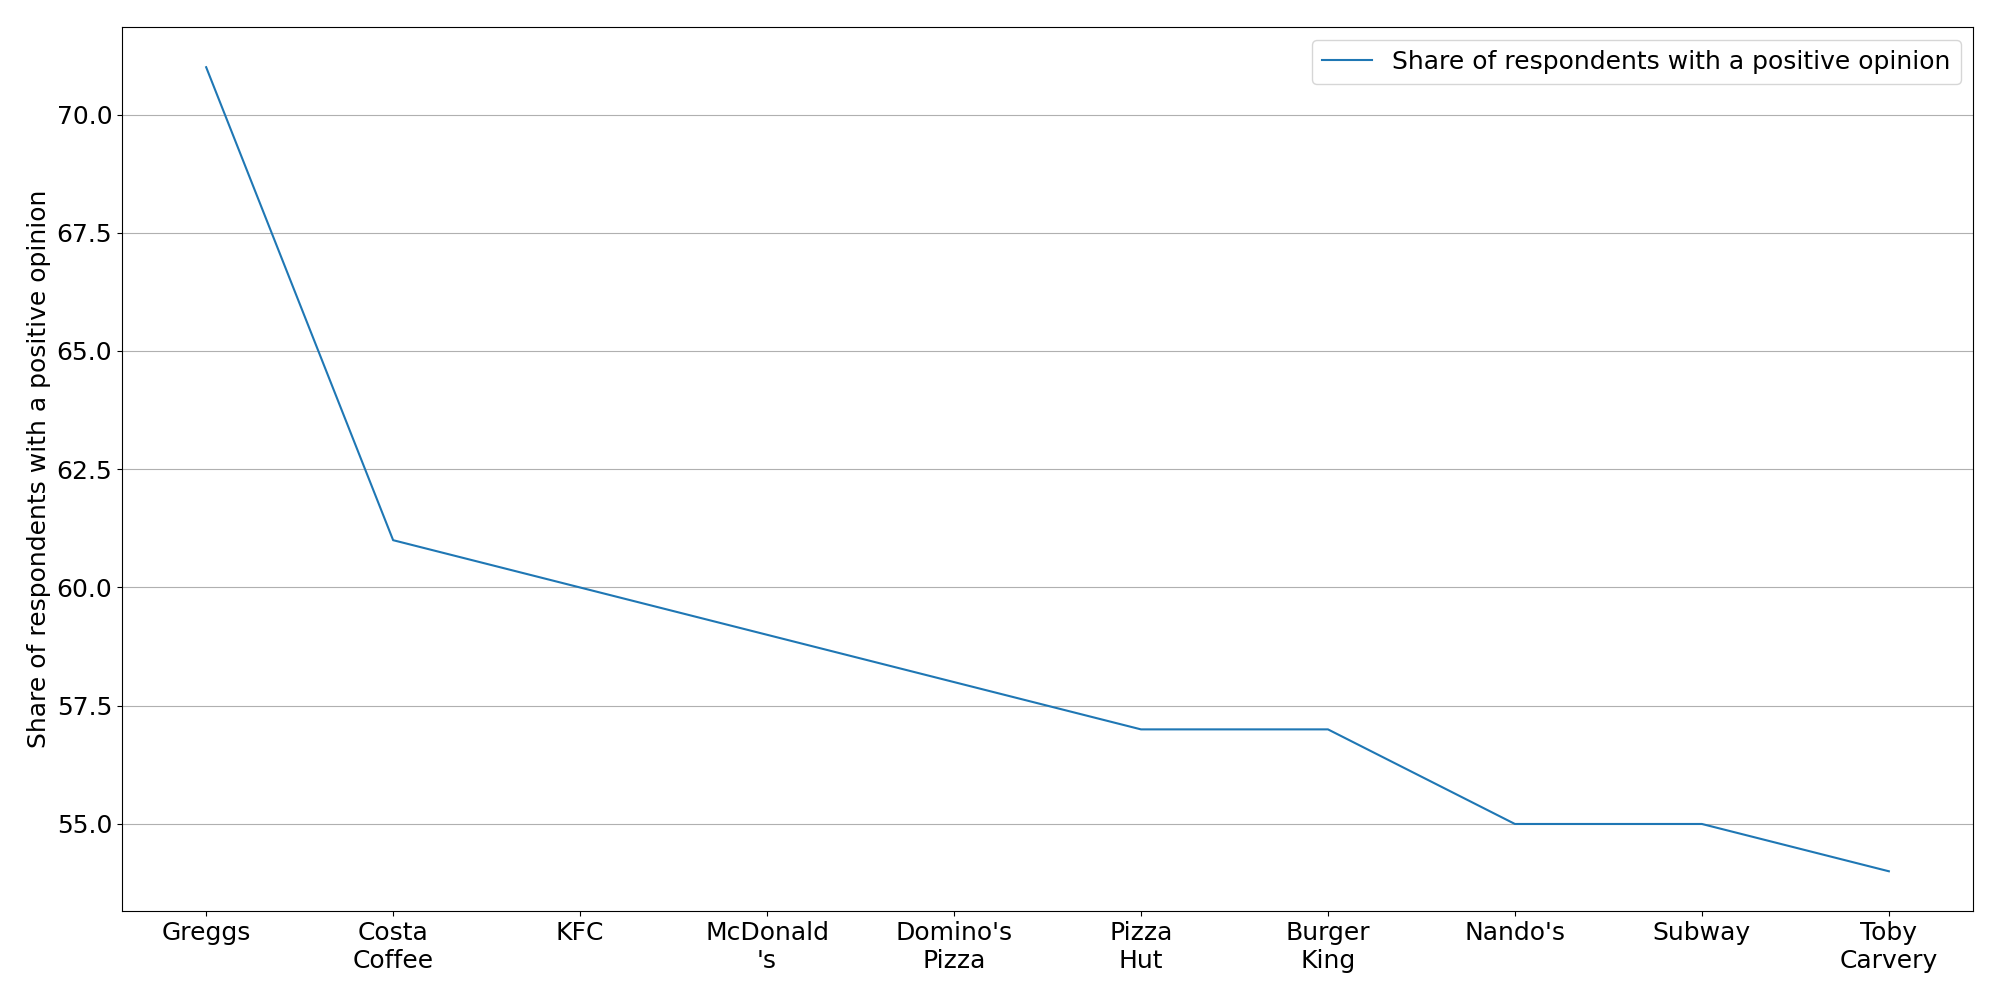 Share of respondents with a positive opinion
Share of respondents with a positive opinion
70.0
67.5
65.0
62.5
60.0
57.5
55.0
Greggs
Costa
Coffee
KFC
McDonald
's
Domino's
Pizza
Pizza
Hut
Burger
King
Nando's
Subway
Toby
Carvery